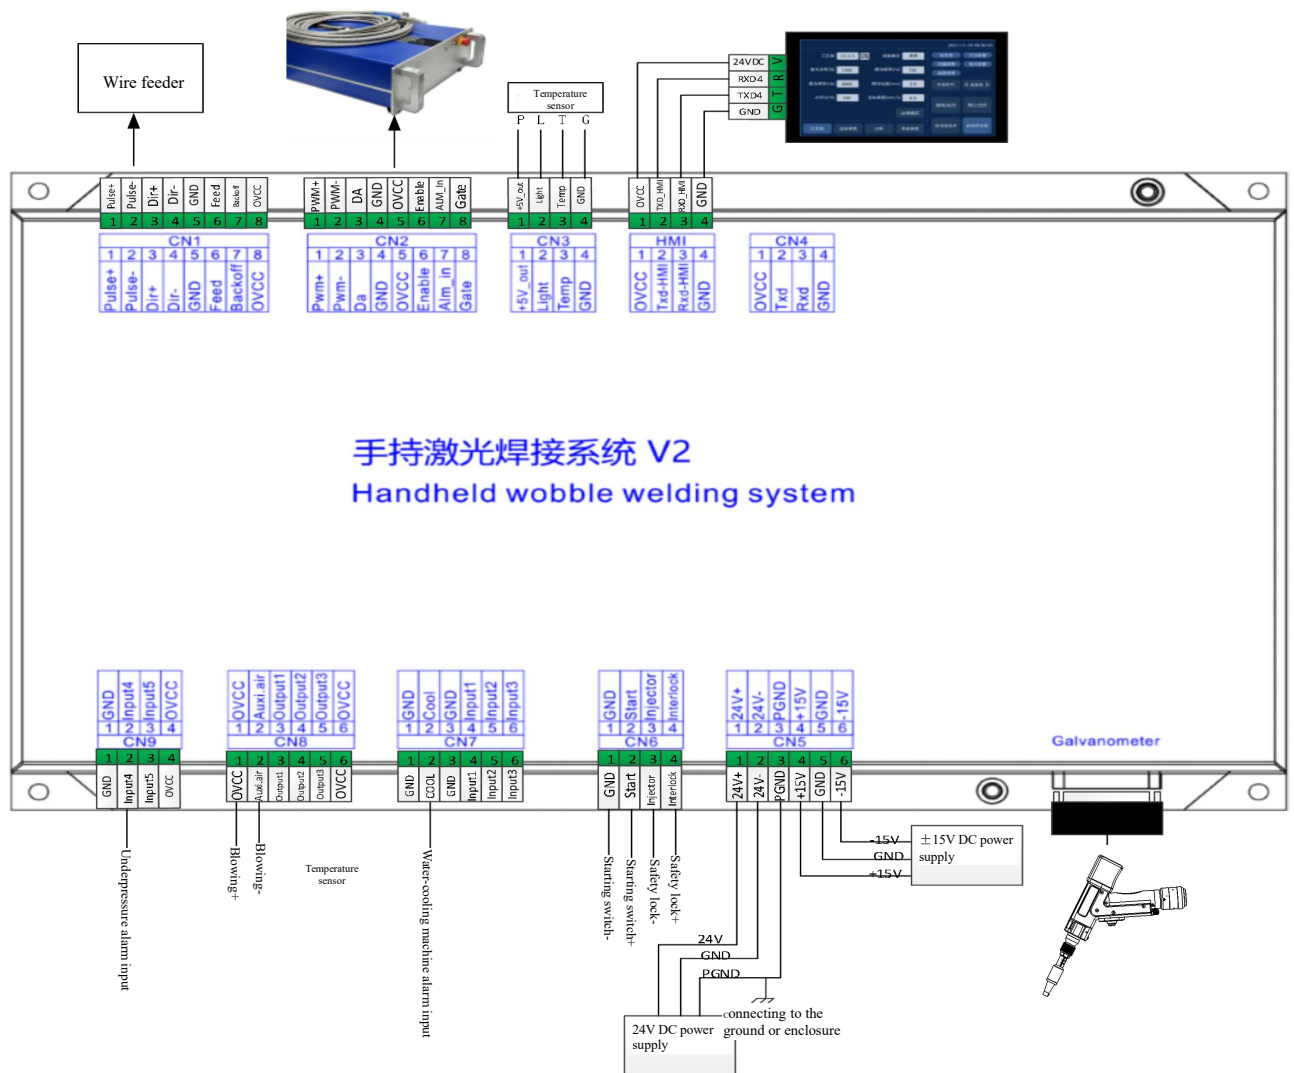 Wire feeder
Temperature
sensor
P L T G
24VDC V
RXD4 R
TXD4 T
GND G
Pulse+ Pulse- Dir+ Dir- GND Feed Backoff OVCC
1 2 3 4 5 6 7 8
CN1
1 2 3 4 5 6 7 8
Pulse+ Pulse- Dir+ Dir- GND Feed Backoff OVCC
PWM+ PWM- DA GND OVCC Enable ALM_In Gate
1 2 3 4 5 6 7 8
CN2
1 2 3 4 5 6 7 8
Pwm+ Pwm- Da GND OVCC Enable Alm_in Gate
+5V_out Light Temp GND
1 2 3 4
CN3
1 2 3 4
+5V_out Light Temp GND
OVCC TXD_HMI RXD_HMI GND
1 2 3 4
HMI
1 2 3 4
OVCC Txd-HMI Rxd-HMI GND
CN4
1 2 3 4
OVCC Txd Rxd GND
手持激光焊接系统 V2
Handheld wobble welding system
GND Input4 Input5 OVCC
1 2 3 4
CN9
1 2 3 4
GND Input4 Input5 OVCC
Underpressure alarm input
OVCC Auxi.air Output1 Output2 Output3 OVCC
1 2 3 4 5 6
CN8
1 2 3 4 5 6
OVCC Auxi.air Output1 Output2 Output3 OVCC
Blowing+
Blowing-
Temperature
sensor
GND Cool GND Input1 Input2 Input3
1 2 3 4 5 6
CN7
1 2 3 4 5 6
GND COOL GND Input1 Input2 Input3
Water-cooling machine alarm input
GND Start Injector Interlock
1 2 3 4
CN6
1 2 3 4
GND Start Injector Interlock
Starting switch-
Starting switch+
Safety lock-
Safety lock+
24V+ 24V- PGND +15V GND -15V
1 2 3 4 5 6
CN5
1 2 3 4 5 6
24V+ 24V- PGND +15V GND -15V
Galvanometer
-15V
GND
+15V
±15V DC power
supply
24V
GND
PGND
24V DC power
supply
connecting to the
ground or enclosure